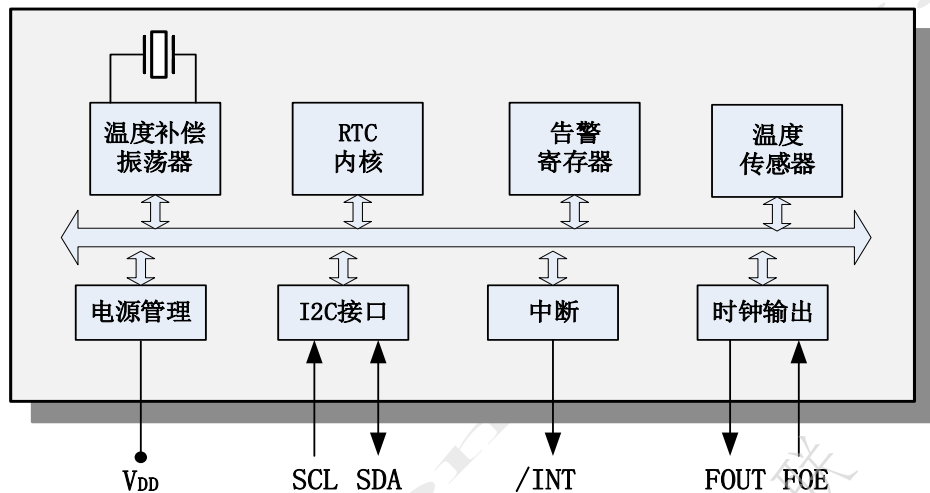 温度补偿
振荡器
RTC
内核
告警
寄存器
温度
传感器
电源管理
I2C接口
中断
时钟输出
VDD
SCL SDA
/INT
FOUT FOE